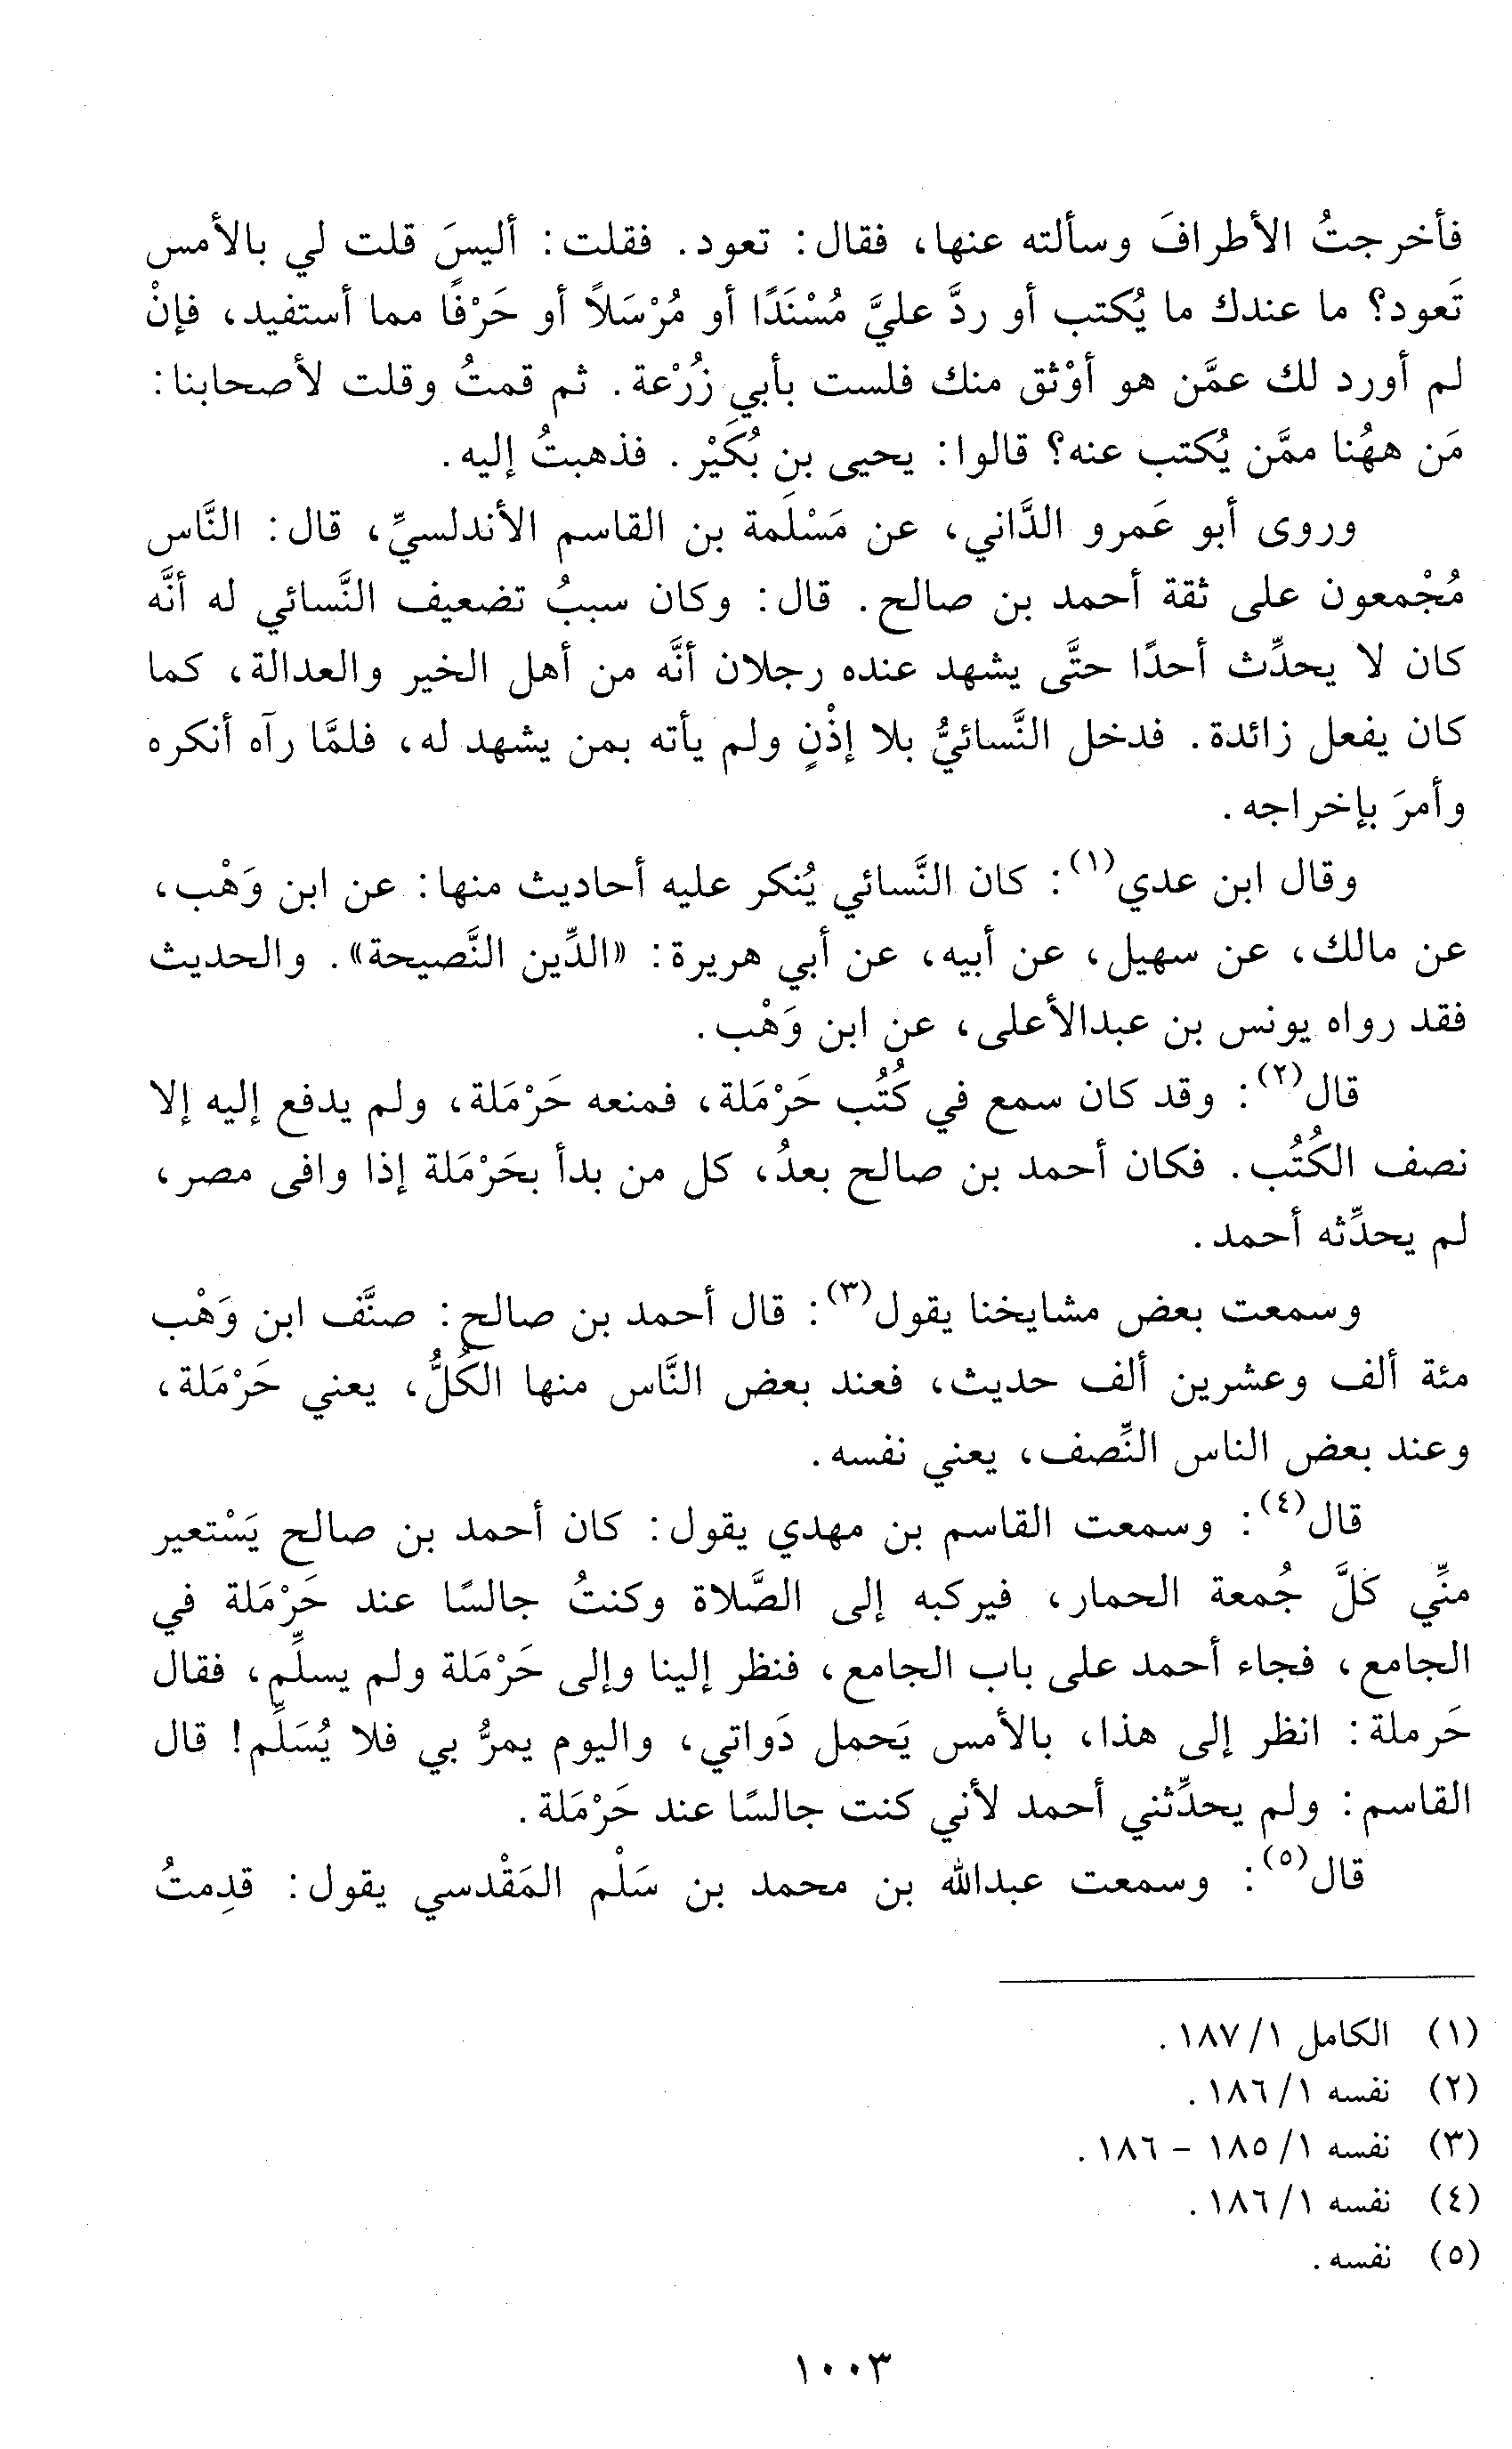 فأخرجتُ الأطرافَ وسألته عنها، فقال: تعود. فقلت: أليسَ قلت لي بالأمس
تَعود؟ ما عندك ما يُكتب أو ردَّ عليَّ مُسْنَدًا أو مُرْسَلاً أو حَرْفًا مما أستفيد، فإنْ
لم أورد لك عمَّن هو أوْثق منك فلست بأبي زُرْعة. ثم قمتُ وقلت لأصحابنا:
مَن ههُنا ممَّن يُكتب عنه؟ قالوا: يحيى بن بُكَيْر. فذهبتُ إليه.
وروى أبو عَمرو الدَّاني، عن مَسْلَمة بن القاسم الأندلسيِّ، قال: النَّاس
مُجْمعون على ثقة أحمد بن صالح. قال: وكان سببُ تضعيف النَّسائي له أنَّه
كان لا يحدِّث أحدًا حتَّى يشهد عنده رجلان أنَّه من أهل الخير والعدالة، كما
كان يفعل زائدة. فدخل النَّسائيُّ بلا إذْنٍ ولم يأته بمن يشهد له، فلمَّا رآه أنكره
وأمرَ بإخراجه.
وقال ابن عدي(١): كان النَّسائي يُنكر عليه أحاديث منها: عن ابن وَهْب،
عن مالك، عن سهيل، عن أبيه، عن أبي هريرة: «الدِّين النَّصيحة». والحديث
فقد رواه يونس بن عبدالأعلى، عن ابن وَهْب.
قال(٢): وقد كان سمع في كُتُب حَرْمَلة، فمنعه حَرْمَلة، ولم يدفع إليه إلا
نصف الكُتُب. فكان أحمد بن صالح بعدُ، كل من بدأ بحَرْمَلة إذا وافى مصر،
لم يحدِّثه أحمد.
وسمعت بعض مشايخنا يقول(٣): قال أحمد بن صالح: صنَّف ابن وَهْب
مئة ألف وعشرين ألف حديث، فعند بعض النَّاس منها الكُلُّ، يعني حَرْمَلة،
وعند بعض الناس النِّصف، يعني نفسه.
قال(٤): وسمعت القاسم بن مهدي يقول: كان أحمد بن صالح يَسْتعير
منِّي كلَّ جُمعة الحمار، فيركبه إلى الصَّلاة وكنتُ جالسًا عند حَرْمَلة في
الجامع، فجاء أحمد على باب الجامع، فنظر إلينا وإلى حَرْمَلة ولم يسلِّم، فقال
حَرملة: انظر إلى هذا، بالأمس يَحمل دَواتي، واليوم يمرُّ بي فلا يُسَلِّم! قال
القاسم: ولم يحدِّثني أحمد لأني كنت جالسًا عند حَرْمَلة.
قال(٥): وسمعت عبدالله بن محمد بن سَلْم المَقْدسي يقول: قدِمتُ
(١) الكامل ١/ ١٨٧.
(٢) نفسه ١/ ١٨٦.
(٣) نفسه ١/ ١٨٥ - ١٨٦.
(٤) نفسه ١/ ١٨٦.
(٥) نفسه.
١٠٠٣